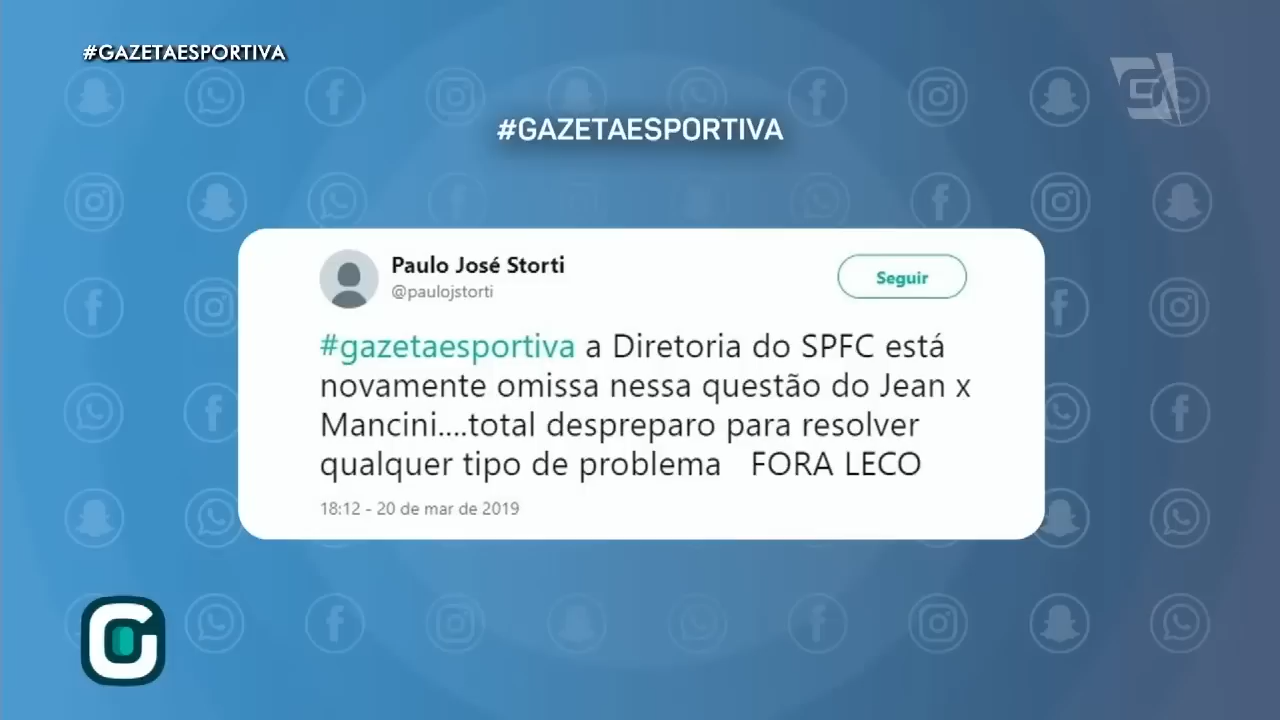 #GAZETAESPORTIVA
#GAZETAESPORTIVA
Paulo José Storti
@paulojstorti
Seguir
#gazetaesportiva a Diretoria do SPFC está
novamente omissa nessa questão do Jean x
Mancini....total despreparo para resolver
qualquer tipo de problema FORA LECO
18:12 - 20 de mar de 2019